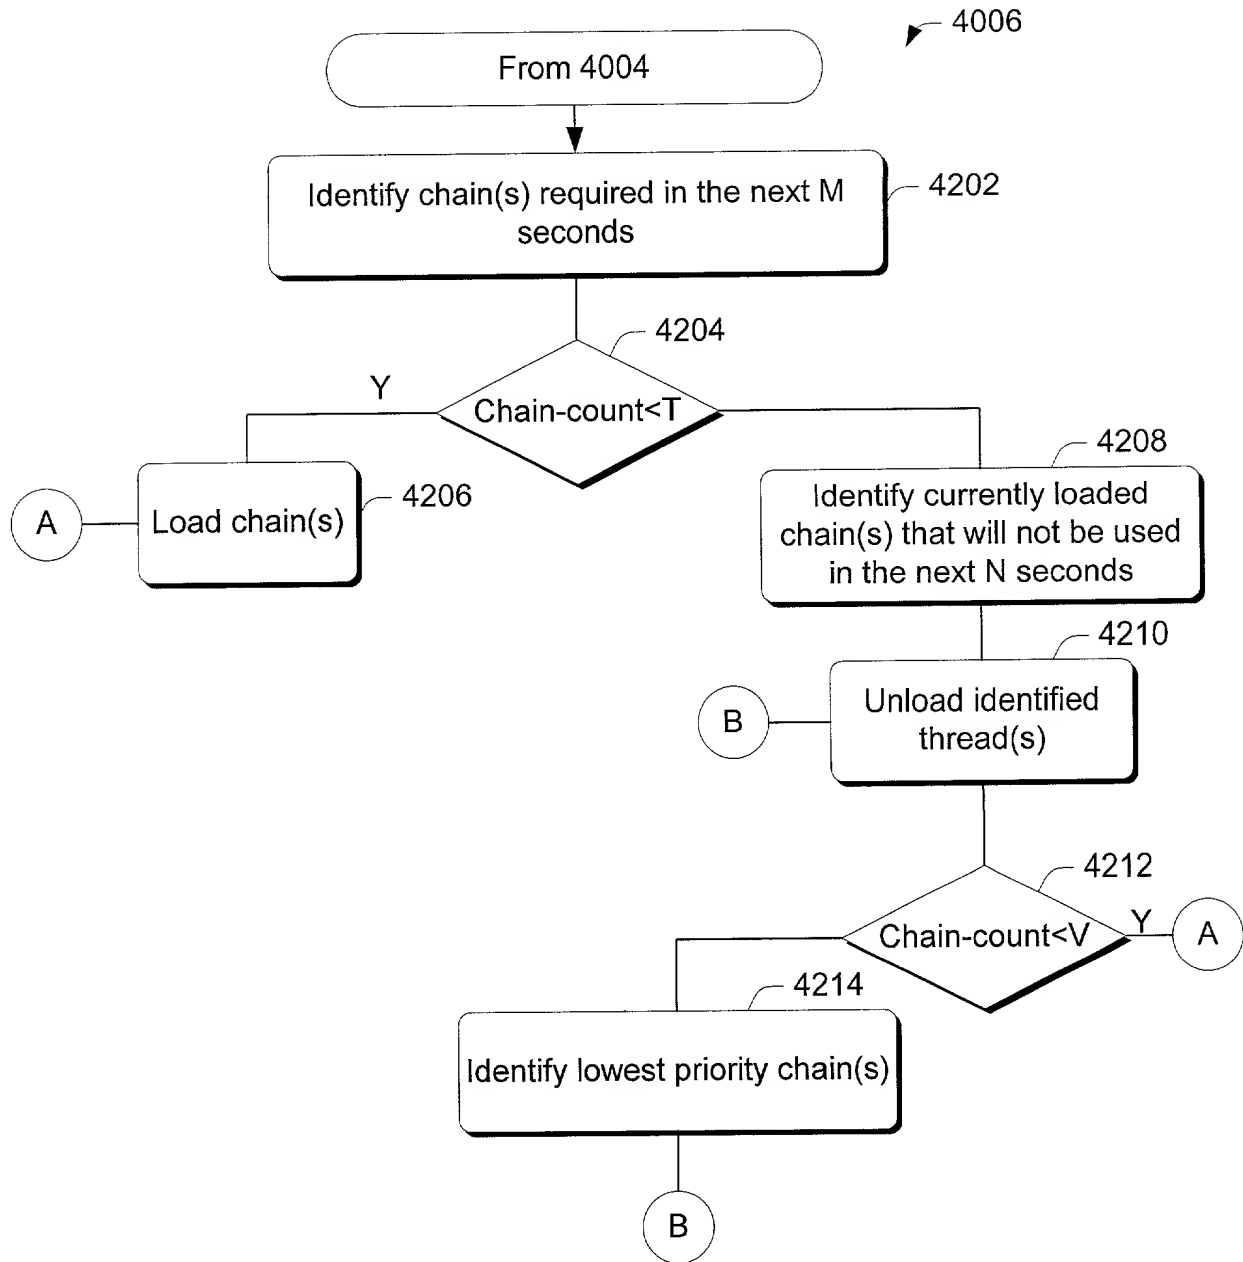 4006
From 4004
Identify chain(s) required in the next M
seconds
4202
4204
Y
Chain-count<T
4206
A
Load chain(s)
4208
Identify currently loaded
chain(s) that will not be used
in the next N seconds
4210
B
Unload identified
thread(s)
4212
Chain-count<V
Y
A
4214
Identify lowest priority chain(s)
B